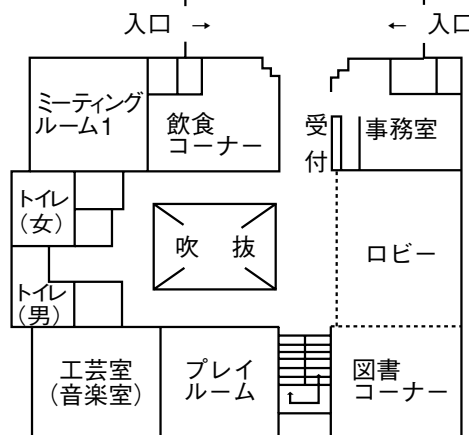 入口 →
← 入口
ミーティング
ルーム1
飲食
コーナー
受付
事務室
トイレ
(女)
吹 抜
ロビー
トイレ
(男)
工芸室
(音楽室)
プレイ
ルーム
図書
コーナー